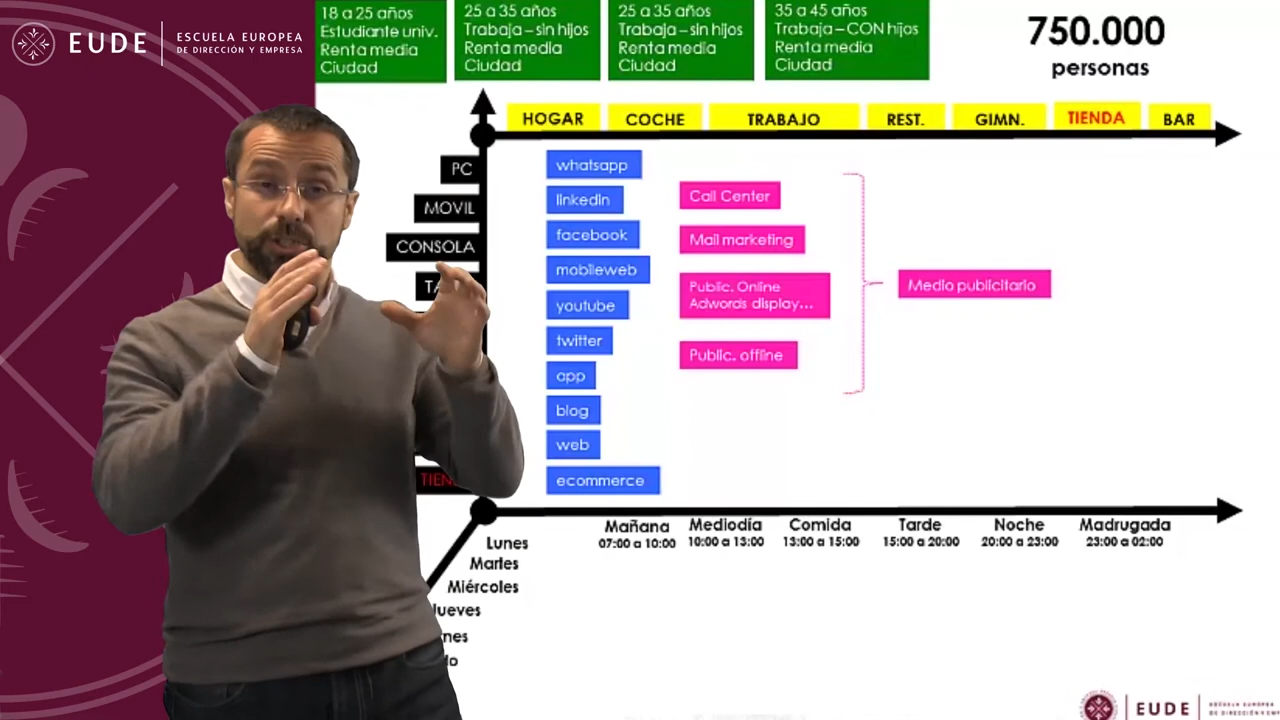 EUDE
ESCUELA EUROPEA
DE DIRECCIÓN Y EMPRESA
18 a 25 años
Estudiante univ.
Renta media
Ciudad
25 a 35 años
Trabaja – sin hijos
Renta media
Ciudad
25 a 35 años
Trabaja – sin hijos
Renta media
Ciudad
35 a 45 años
Trabaja – CON hijos
Renta media
Ciudad
750.000
personas
HOGAR
COCHE
TRABAJO
REST.
GIMN.
TIENDA
BAR
PC
MOVIL
CONSOLA
whatsapp
linkedin
facebook
mobileweb
youtube
twitter
app
blog
web
ecommerce
Call Center
Mail marketing
Public. Online
Adwords display...
Public. offline
Medio publicitario
Mañana
07:00 a 10:00
Mediodía
10:00 a 13:00
Comida
13:00 a 15:00
Tarde
15:00 a 20:00
Noche
20:00 a 23:00
Madrugada
23:00 a 02:00
Lunes
Martes
Miércoles
EUDE